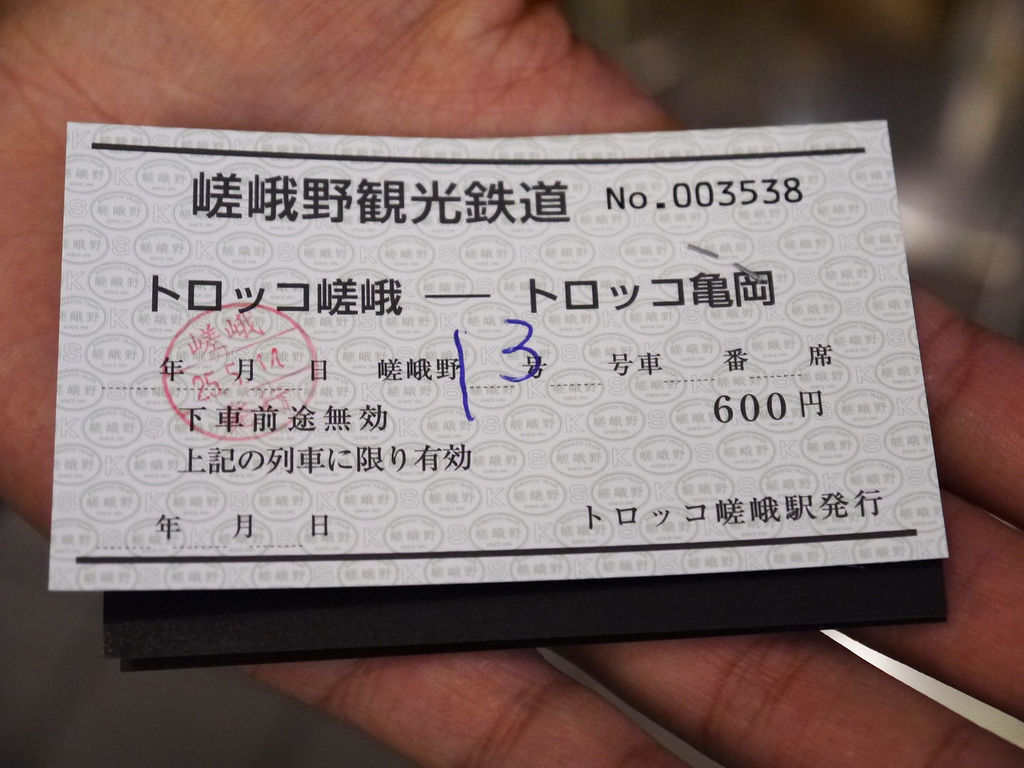 嵯峨野観光鉄道 No.003538
トロッコ嵯峨 ― トロッコ亀岡
年 月 日 嵯峨野 13 号 号車 番 席
嵯峨
25.5.
下車前途無効 600円
上記の列車に限り有効
年 月 日 トロッコ嵯峨駅発行